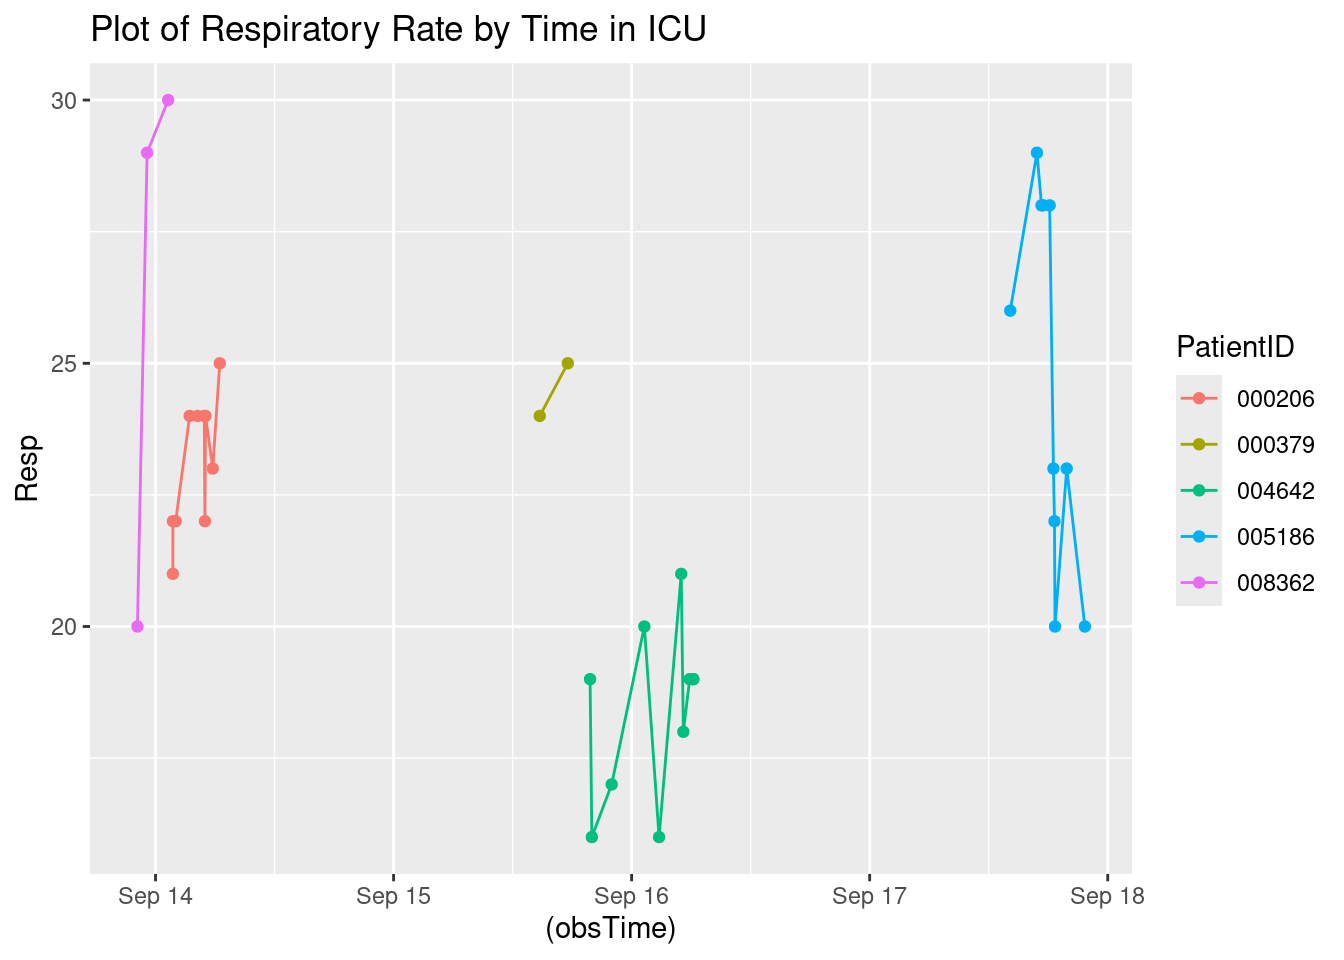 Plot of Respiratory Rate by Time in ICU
30
25
20
Resp
Sep 14
Sep 15
Sep 16
Sep 17
Sep 18
(obsTime)
PatientID
000206
000379
004642
005186
008362